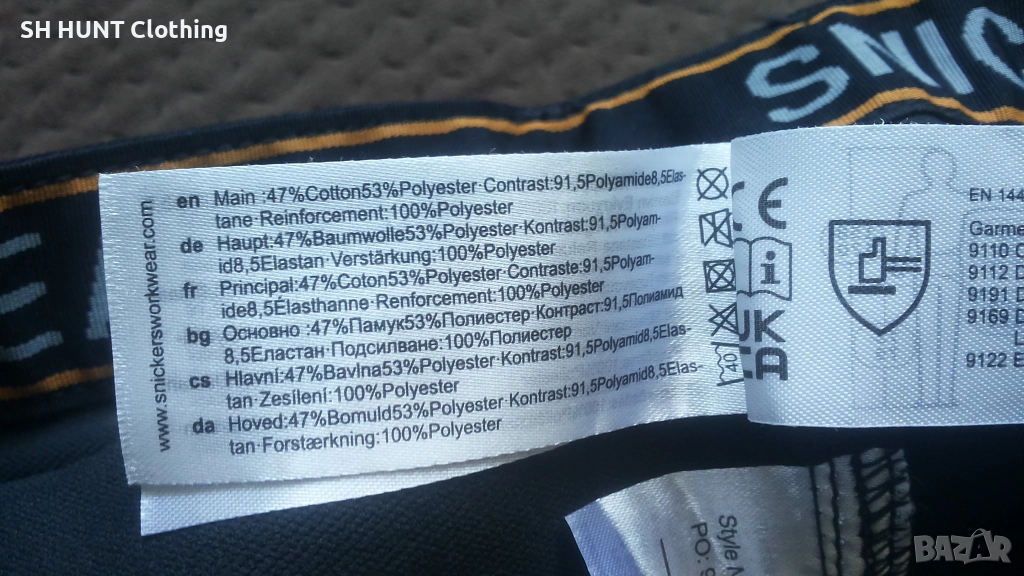 SH HUNT Clothing
SNIC
www.snickersworkwear.com
en Main :47%Cotton53%Polyester·Contrast:91,5Polyamide8,5Elas-
tane·Reinforcement:100%Polyester
de Haupt:47%Baumwolle53%Polyester·Kontrast:91,5Polyam-
id8,5Elastan·Verstärkung:100%Polyester
fr Principal:47%Coton53%Polyester·Contraste:91,5Polyam-
ide8,5Élasthanne·Renforcement:100%Polyester
bg Основно :47%Памук53%Полиестер·Контраст:91,5Полиамид
8,5Еластан·Подсилване:100%Полиестер
cs Hlavní:47%Bavlna53%Polyester·Kontrast:91,5Polyamid8,5Elas-
tan·Zesílení:100%Polyester
da Hoved:47%Bomuld53%Polyester·Kontrast:91,5Polyamid8,5Elas-
tan·Forstærkning:100%Polyester
40
CE
i
UK
CA
EN 144
Garme
9110 C
9112 D
9191 D
9169 D
L
9122 E
Style N
PO: 9
BAZAR